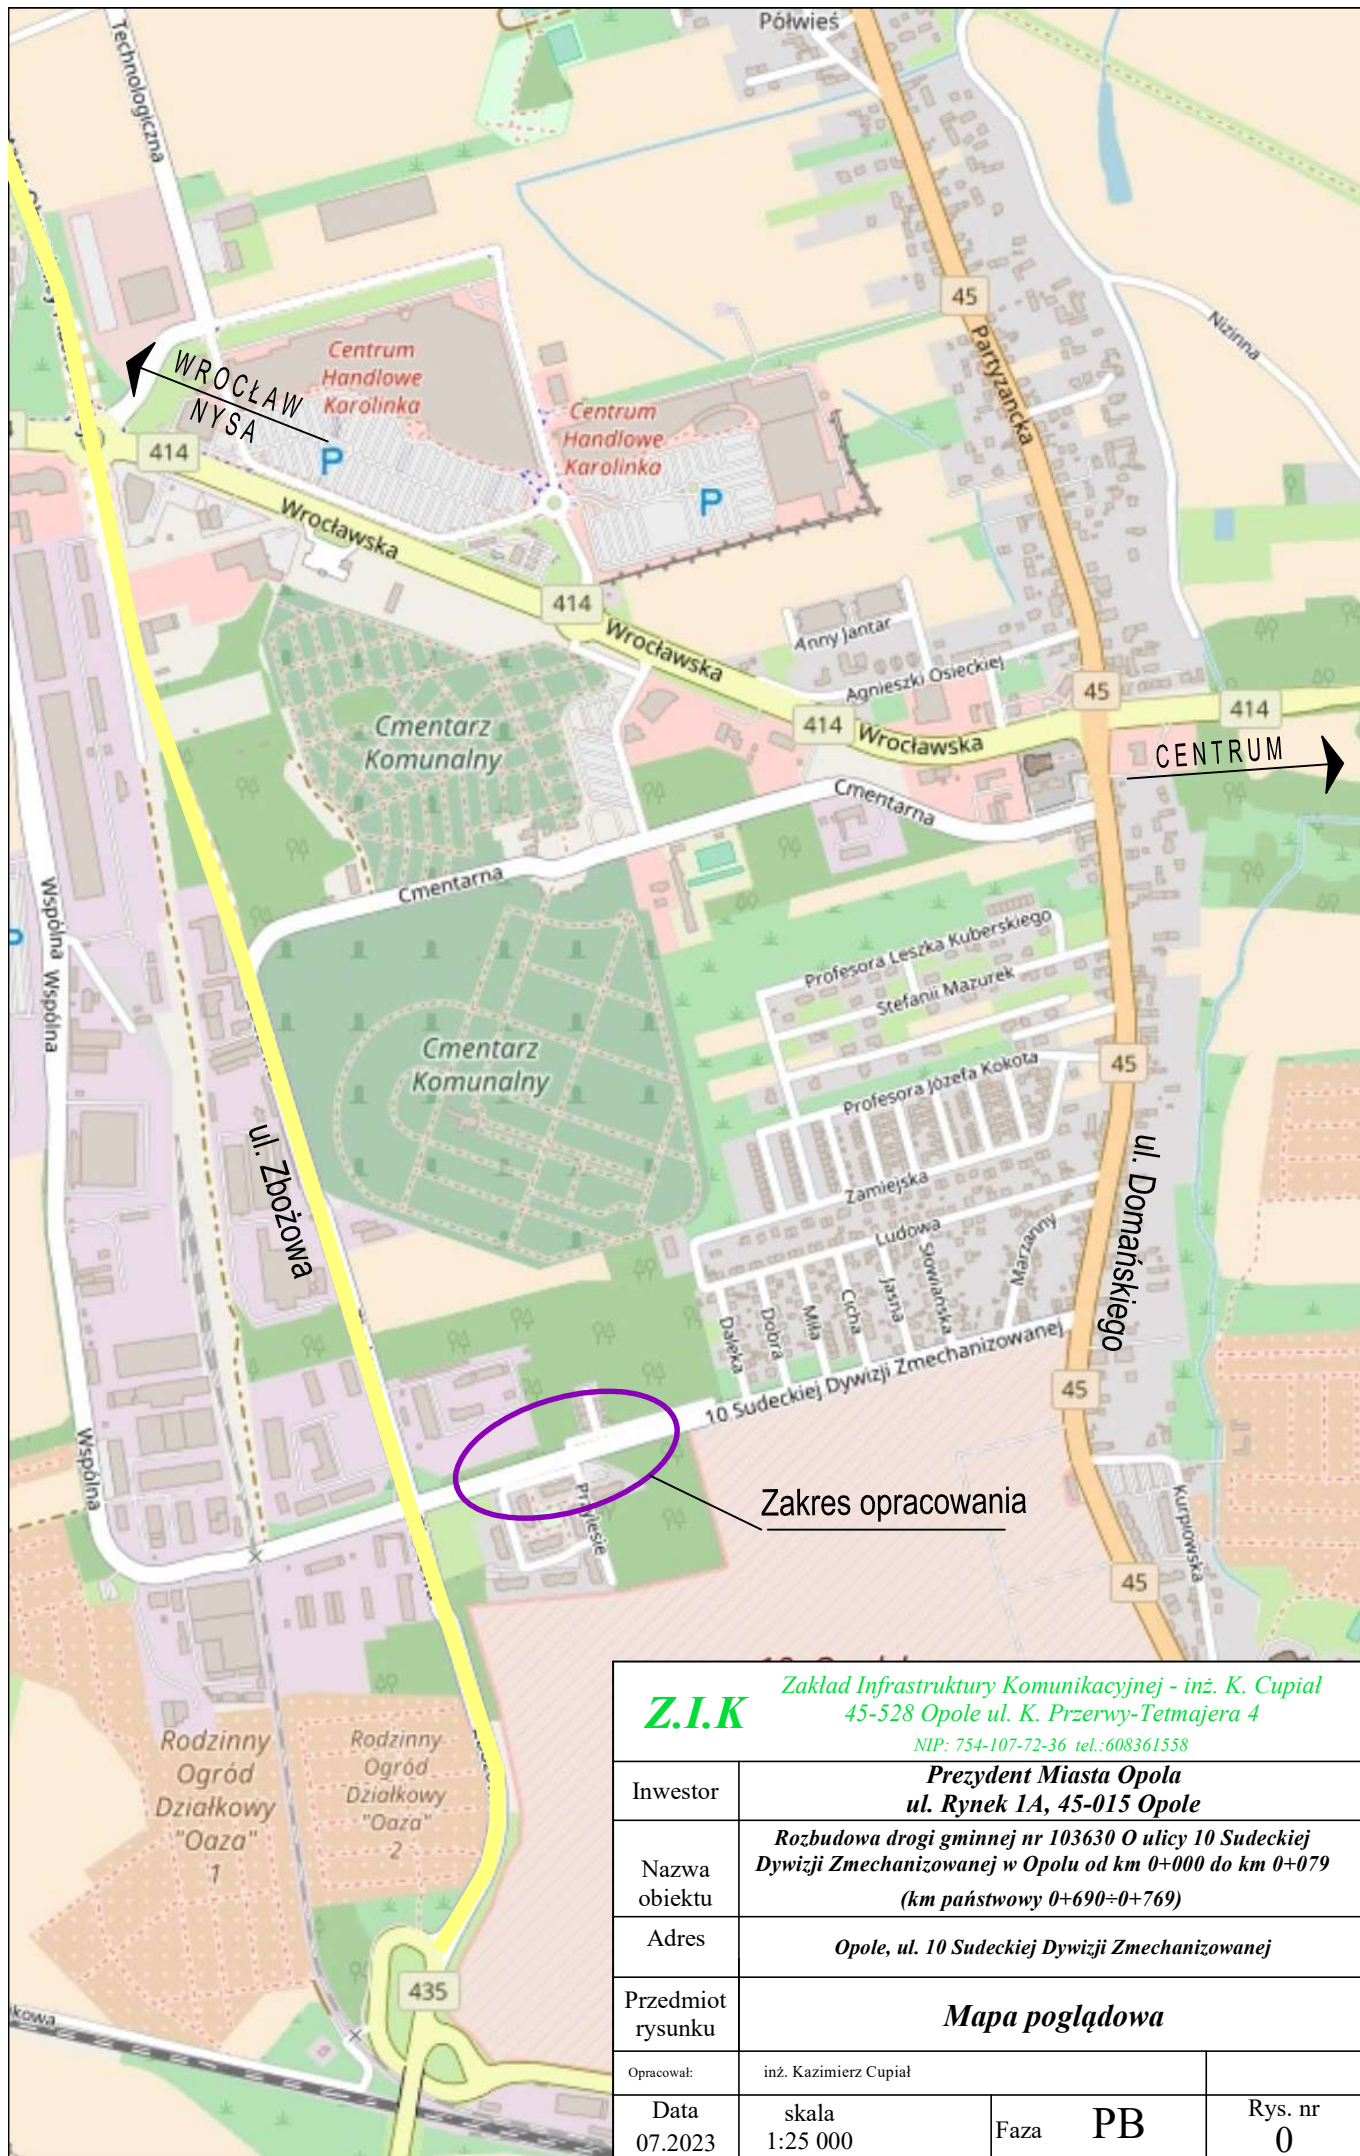 Półwieś
Technologiczna
45
Partyzancka
Nizinna
WROCŁAW
NYSA
Centrum
Handlowe
Karolinka
Centrum
Handlowe
Karolinka
P
P
414
Wrocławska
414
Wrocławska
Anny Jantar
Agnieszki Osieckiej
45
414
Wrocławska
414
CENTRUM
Cmentarz
Komunalny
Cmentarna
Cmentarna
Wspólna
Wspólna
P
Profesora Leszka Kuberskiego
Stefanii Mazurek
Cmentarz
Komunalny
45
Profesora Józefa Kokota
ul. Zbożowa
ul. Domańskiego
Zamiejska
Ludowa
Słowiańska
Marzanny
Jasna
Cicha
Miła
Dobra
Daleka
10 Sudeckiej Dywizji Zmechanizowanej
45
Wspólna
Zakres opracowania
Przylesie
Kurpiowska
45
Rodzinny
Ogród
Działkowy
"Oaza"
1
Rodzinny
Ogród
Działkowy
"Oaza"
2
435
kowa
Z.I.K
Zakład Infrastruktury Komunikacyjnej - inż. K. Cupiał
45-528 Opole ul. K. Przerwy-Tetmajera 4
NIP: 754-107-72-36 tel.:608361558
Inwestor
Prezydent Miasta Opola
ul. Rynek 1A, 45-015 Opole
Nazwa
obiektu
Rozbudowa drogi gminnej nr 103630 O ulicy 10 Sudeckiej
Dywizji Zmechanizowanej w Opolu od km 0+000 do km 0+079
(km państwowy 0+690÷0+769)
Adres
Opole, ul. 10 Sudeckiej Dywizji Zmechanizowanej
Przedmiot
rysunku
Mapa poglądowa
Opracował:
inż. Kazimierz Cupiał
Data
07.2023
skala
1:25 000
Faza
PB
Rys. nr
0